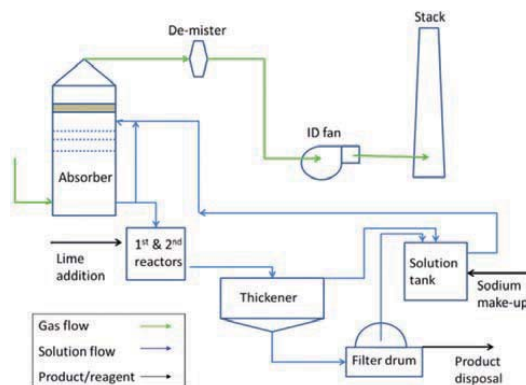 De-mister
Stack
ID fan
Absorber
Lime
addition
1st & 2nd
reactors
Thickener
Solution
tank
Sodium
make-up
Filter drum
Product
disposal
Gas flow
Solution flow
Product/reagent